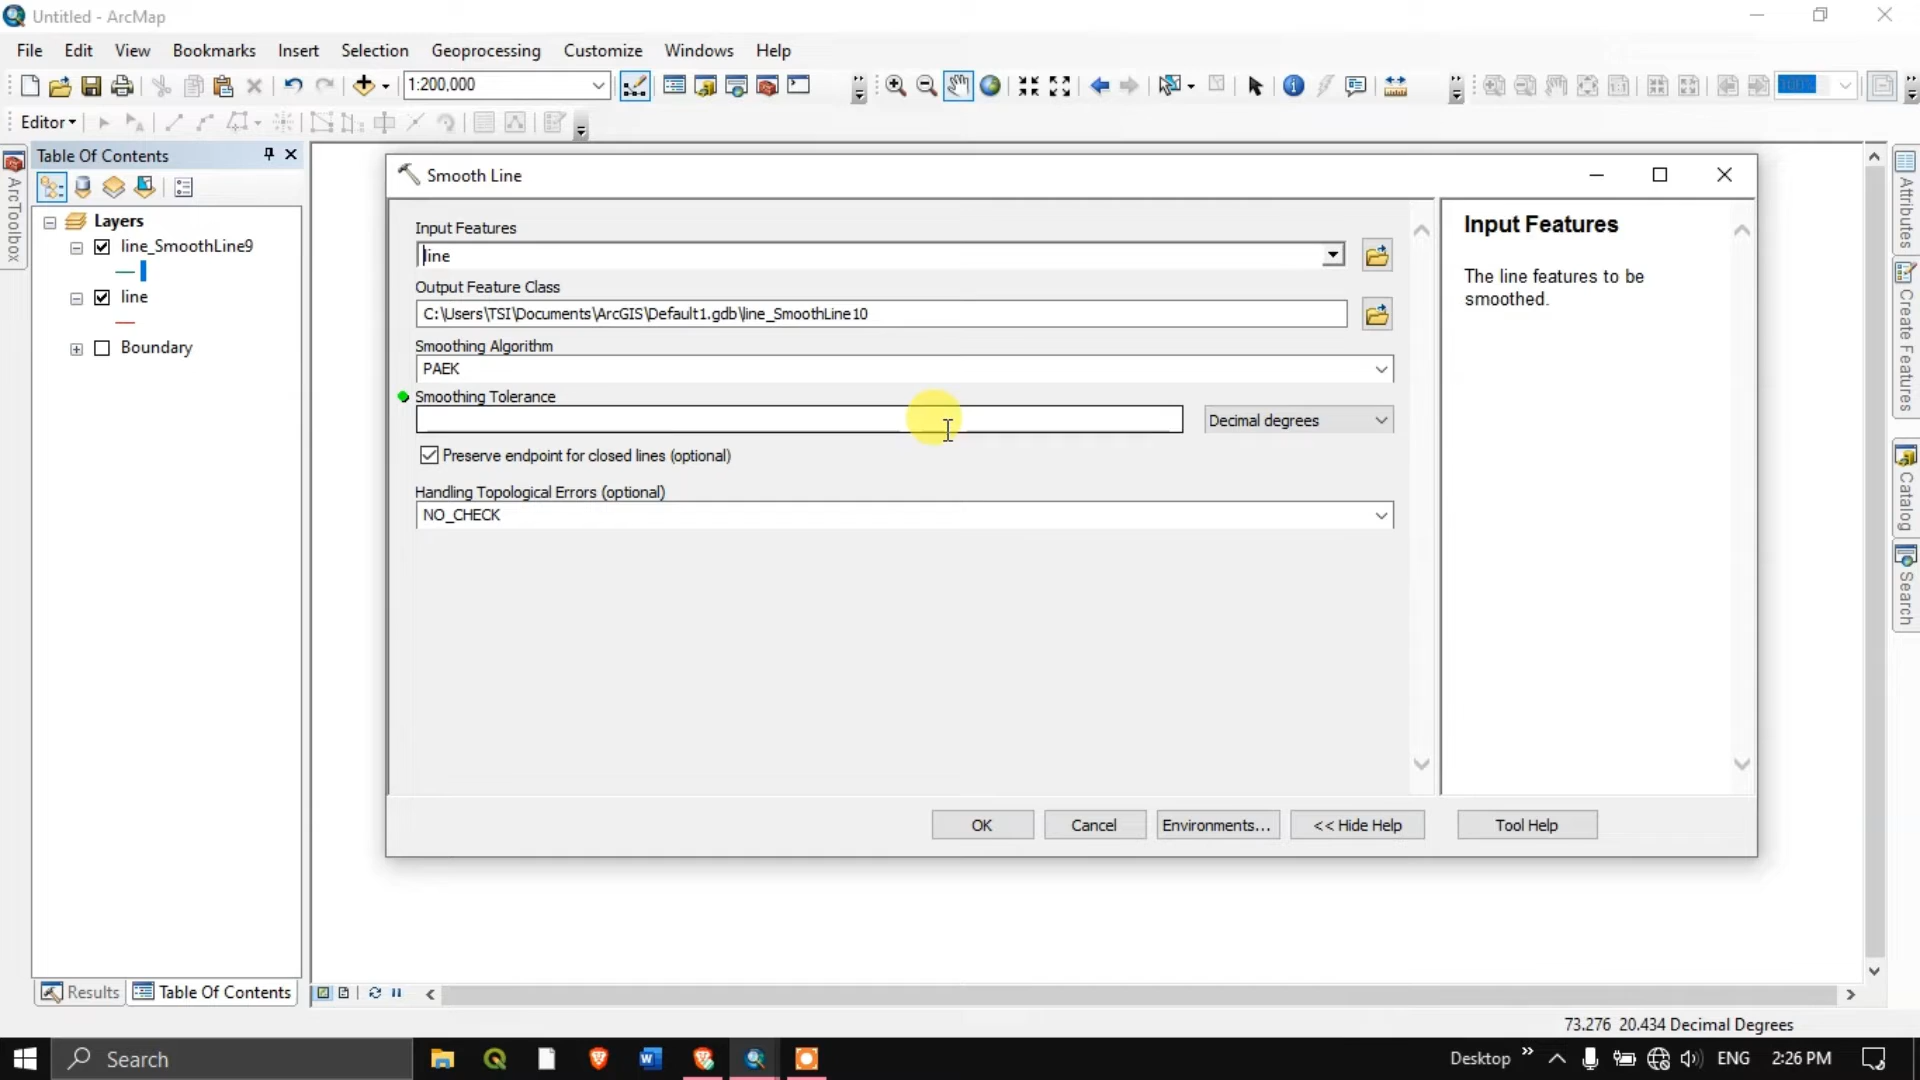 Untitled - ArcMap
File Edit View Bookmarks Insert Selection Geoprocessing Customize Windows Help
1:200,000
Editor
Table Of Contents
ArcToolbox
Layers
line_SmoothLine9
line
Boundary
Smooth Line
Input Features
line
Output Feature Class
C:\Users\TSI\Documents\ArcGIS\Default1.gdb\line_SmoothLine10
Smoothing Algorithm
PAEK
Smoothing Tolerance
Decimal degrees
Preserve endpoint for closed lines (optional)
Handling Topological Errors (optional)
NO_CHECK
Input Features
The line features to be
smoothed.
OK Cancel Environments... << Hide Help Tool Help
Attributes
Create Features
Catalog
Search
Results Table Of Contents
73.276 20.434 Decimal Degrees
Search
Desktop ENG 2:26 PM